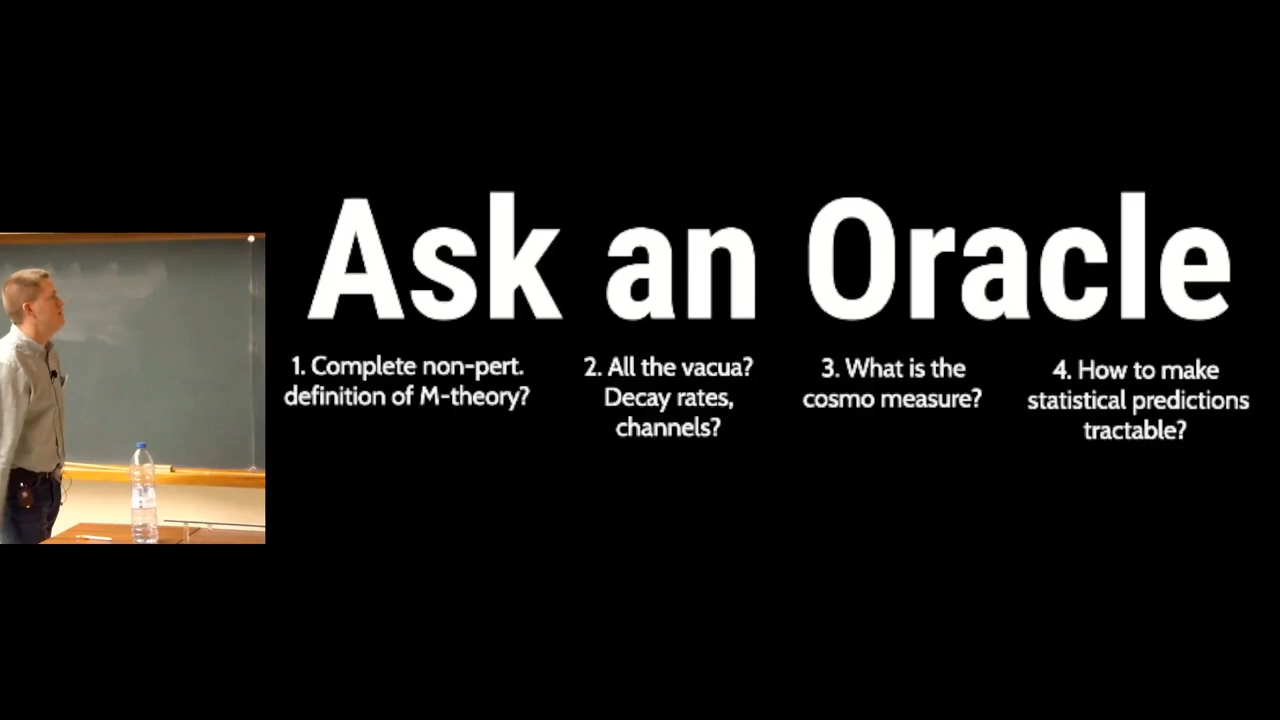 Ask an Oracle
1. Complete non-pert.
definition of M-theory?
2. All the vacua?
Decay rates,
channels?
3. What is the
cosmo measure?
4. How to make
statistical predictions
tractable?